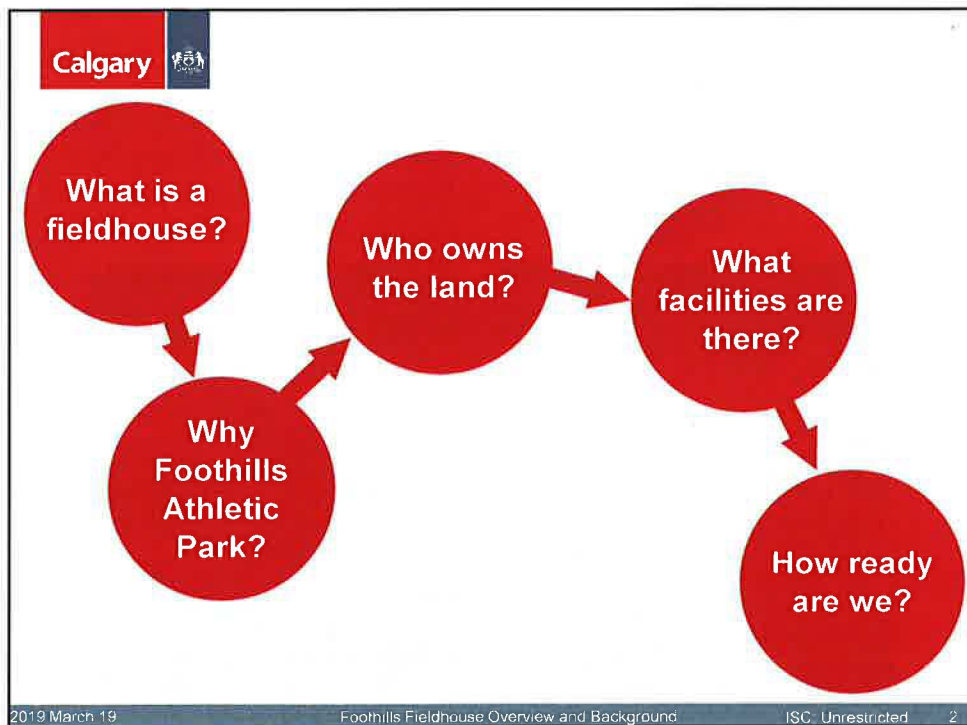 Calgary
What is a
fieldhouse?
Why
Foothills
Athletic
Park?
Who owns
the land?
What
facilities are
there?
How ready
are we?
2019 March 19
Foothills Fieldhouse Overview and Background
ISC: Unrestricted
2